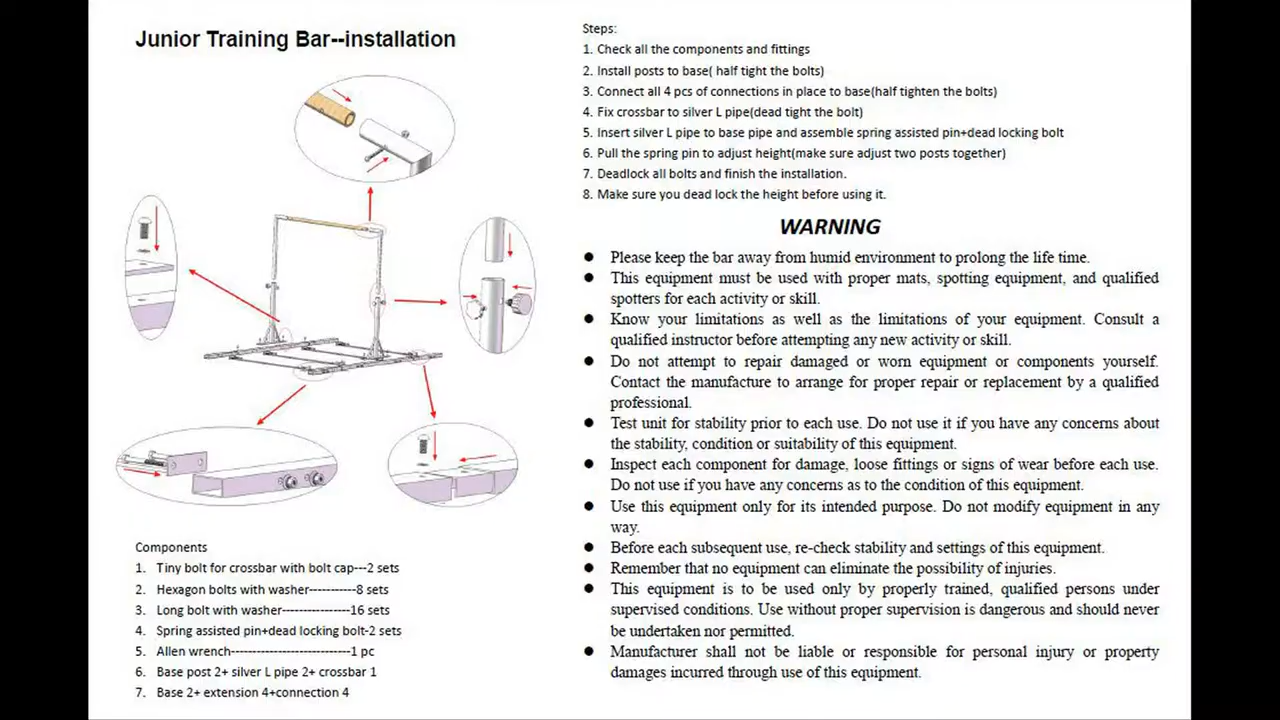 Junior Training Bar--installation
Components
1. Tiny bolt for crossbar with bolt cap---2 sets
2. Hexagon bolts with washer-----------8 sets
3. Long bolt with washer----------------16 sets
4. Spring assisted pin+dead locking bolt-2 sets
5. Allen wrench----------------------------1 pc
6. Base post 2+ silver L pipe 2+ crossbar 1
7. Base 2+ extension 4+connection 4
Steps:
1. Check all the components and fittings
2. Install posts to base( half tight the bolts)
3. Connect all 4 pcs of connections in place to base(half tighten the bolts)
4. Fix crossbar to silver L pipe(dead tight the bolt)
5. Insert silver L pipe to base pipe and assemble spring assisted pin+dead locking bolt
6. Pull the spring pin to adjust height(make sure adjust two posts together)
7. Deadlock all bolts and finish the installation.
8. Make sure you dead lock the height before using it.
WARNING
● Please keep the bar away from humid environment to prolong the life time.
● This equipment must be used with proper mats, spotting equipment, and qualified
spotters for each activity or skill.
● Know your limitations as well as the limitations of your equipment. Consult a
qualified instructor before attempting any new activity or skill.
● Do not attempt to repair damaged or worn equipment or components yourself.
Contact the manufacture to arrange for proper repair or replacement by a qualified
professional.
● Test unit for stability prior to each use. Do not use it if you have any concerns about
the stability, condition or suitability of this equipment.
● Inspect each component for damage, loose fittings or signs of wear before each use.
Do not use if you have any concerns as to the condition of this equipment.
● Use this equipment only for its intended purpose. Do not modify equipment in any
way.
● Before each subsequent use, re-check stability and settings of this equipment.
● Remember that no equipment can eliminate the possibility of injuries.
● This equipment is to be used only by properly trained, qualified persons under
supervised conditions. Use without proper supervision is dangerous and should never
be undertaken nor permitted.
● Manufacturer shall not be liable or responsible for personal injury or property
damages incurred through use of this equipment.